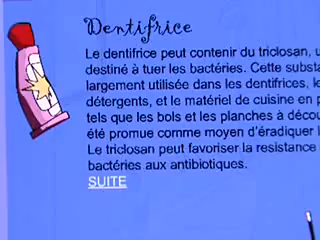 Dentifrice
Le dentifrice peut contenir du triclosan, u
destiné à tuer les bactéries. Cette substa
largement utilisée dans les dentifrices, le
détergents, et le matériel de cuisine en p
tels que les bols et les planches à décou
été promue comme moyen d'éradiquer l
Le triclosan peut favoriser la resistance
bactéries aux antibiotiques.
SUITE